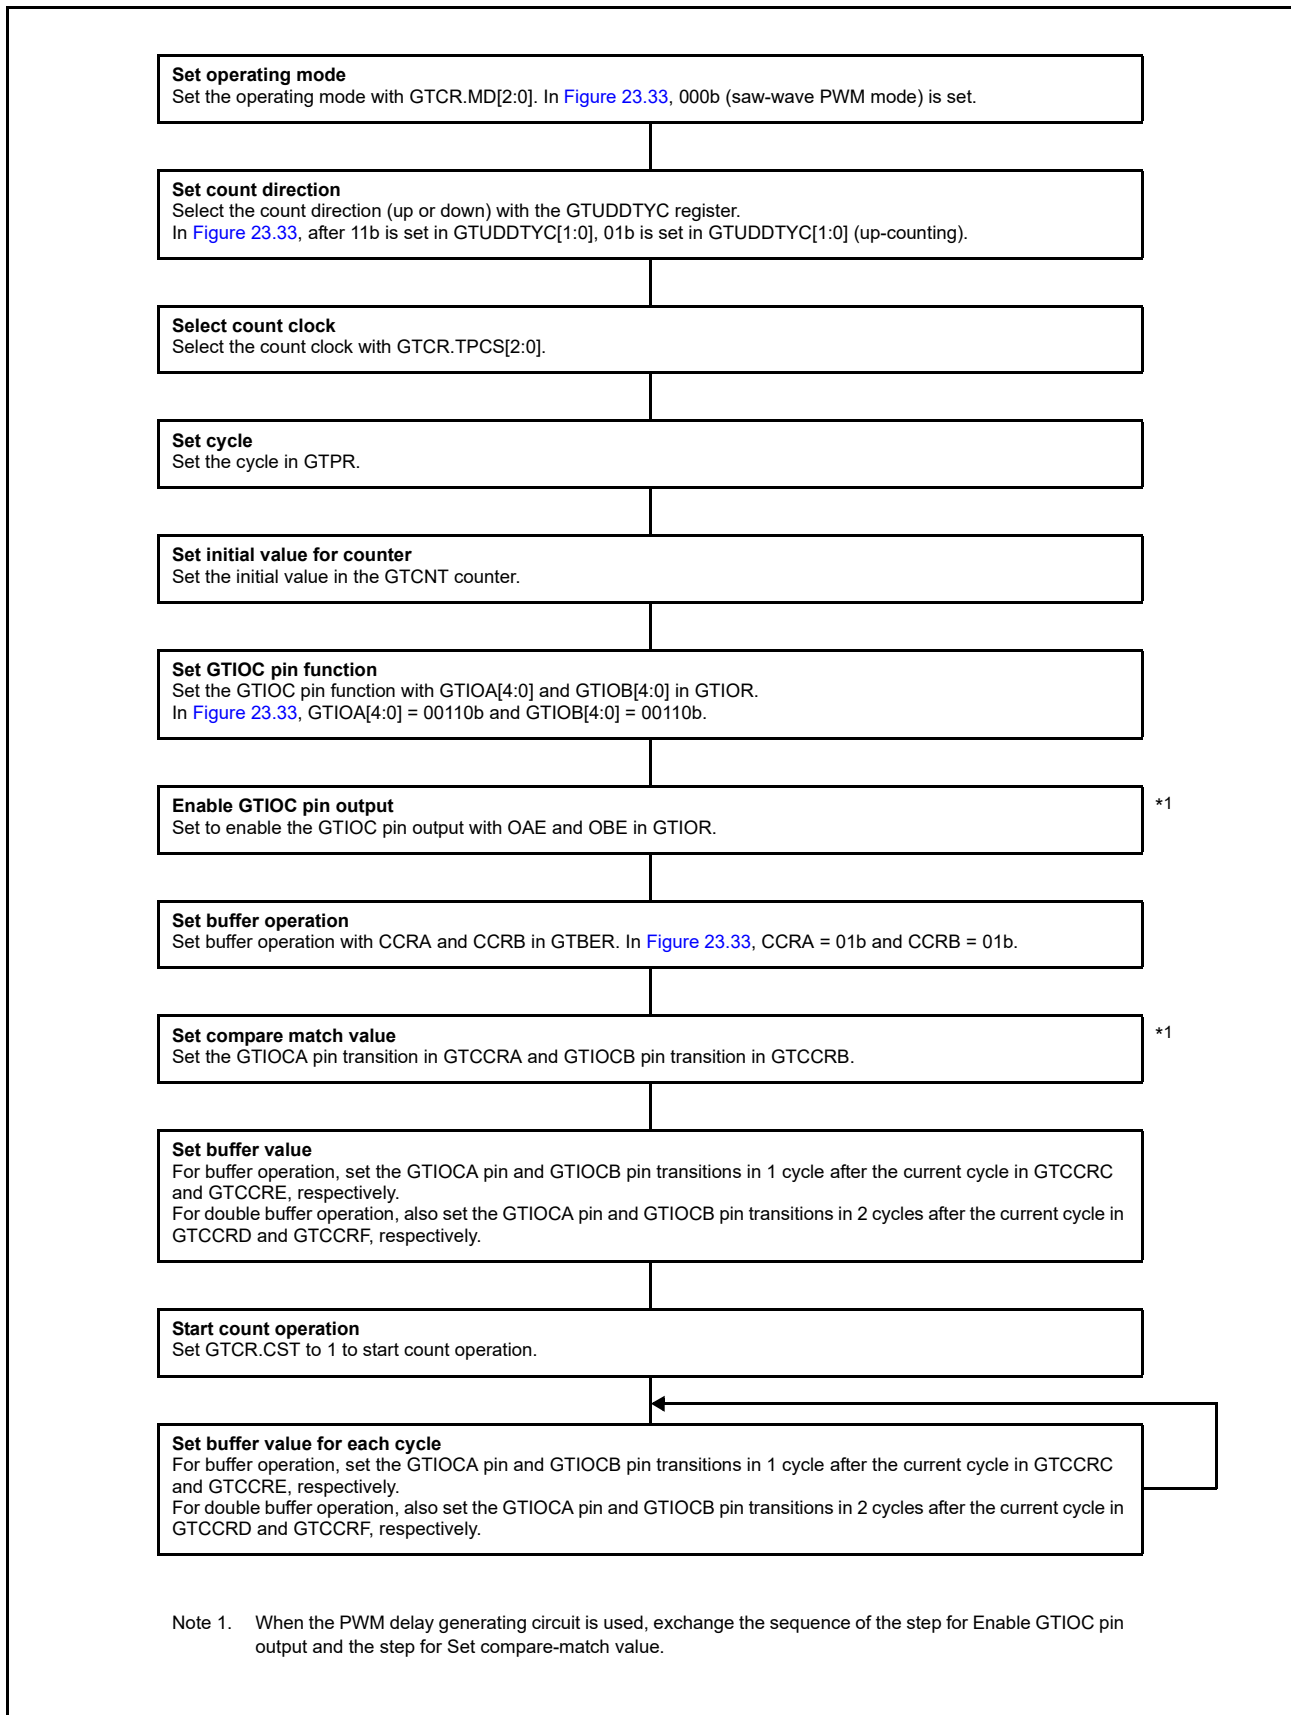 Set operating mode
Set the operating mode with GTCR.MD[2:0]. In Figure 23.33, 000b (saw-wave PWM mode) is set.
Set count direction
Select the count direction (up or down) with the GTUDDTYC register.
In Figure 23.33, after 11b is set in GTUDDTYC[1:0], 01b is set in GTUDDTYC[1:0] (up-counting).
Select count clock
Select the count clock with GTCR.TPCS[2:0].
Set cycle
Set the cycle in GTPR.
Set initial value for counter
Set the initial value in the GTCNT counter.
Set GTIOC pin function
Set the GTIOC pin function with GTIOA[4:0] and GTIOB[4:0] in GTIOR.
In Figure 23.33, GTIOA[4:0] = 00110b and GTIOB[4:0] = 00110b.
Enable GTIOC pin output
*1
Set to enable the GTIOC pin output with OAE and OBE in GTIOR.
Set buffer operation
Set buffer operation with CCRA and CCRB in GTBER. In Figure 23.33, CCRA = 01b and CCRB = 01b.
Set compare match value
*1
Set the GTIOCA pin transition in GTCCRA and GTIOCB pin transition in GTCCRB.
Set buffer value
For buffer operation, set the GTIOCA pin and GTIOCB pin transitions in 1 cycle after the current cycle in GTCCRC
and GTCCRE, respectively.
For double buffer operation, also set the GTIOCA pin and GTIOCB pin transitions in 2 cycles after the current cycle in
GTCCRD and GTCCRF, respectively.
Start count operation
Set GTCR.CST to 1 to start count operation.
Set buffer value for each cycle
For buffer operation, set the GTIOCA pin and GTIOCB pin transitions in 1 cycle after the current cycle in GTCCRC
and GTCCRE, respectively.
For double buffer operation, also set the GTIOCA pin and GTIOCB pin transitions in 2 cycles after the current cycle in
GTCCRD and GTCCRF, respectively.
Note 1. When the PWM delay generating circuit is used, exchange the sequence of the step for Enable GTIOC pin
output and the step for Set compare-match value.